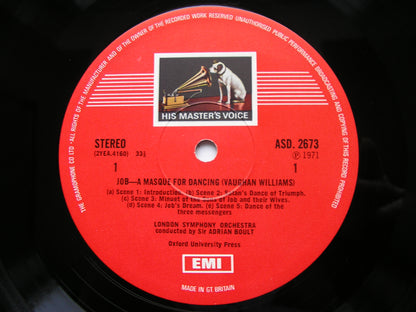 ALL RIGHTS OF THE MANUFACTURER AND OF THE OWNER OF THE RECORDED WORK RESERVED UNAUTHORISED PUBLIC PERFORMANCE BROADCASTING AND COPYING OF THIS RECORD PROHIBITED
THE GRAMOPHONE CO LTD
HIS MASTER'S VOICE
STEREO
ASD. 2673
(2YEA.4160) 33⅓
Ⓟ 1971
1
1
JOB—A MASQUE FOR DANCING (VAUGHAN WILLIAMS)
(a) Scene 1: Introduction. (b) Scene 2: Satan's Dance of Triumph.
(c) Scene 3: Minuet of the Sons of Job and their Wives.
(d) Scene 4: Job's Dream. (e) Scene 5: Dance of the
three messengers
LONDON SYMPHONY ORCHESTRA
conducted by Sir ADRIAN BOULT
Oxford University Press
EMI
MADE IN GT. BRITAIN